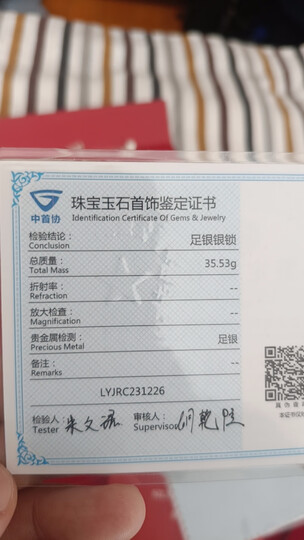 中首协
珠宝玉石首饰鉴定证书
Identification Certificate Of Gems & Jewelry
检验结论：
Conclusion
足银银锁
总质量：
Total Mass
35.53g
折射率：
Refraction
--
放大检查：
Magnification
--
贵金属检测：
Precious Metal
足银
备注：
Remarks
--
LYJRC231226
检验人：
Tester
审核人：
Supervisor